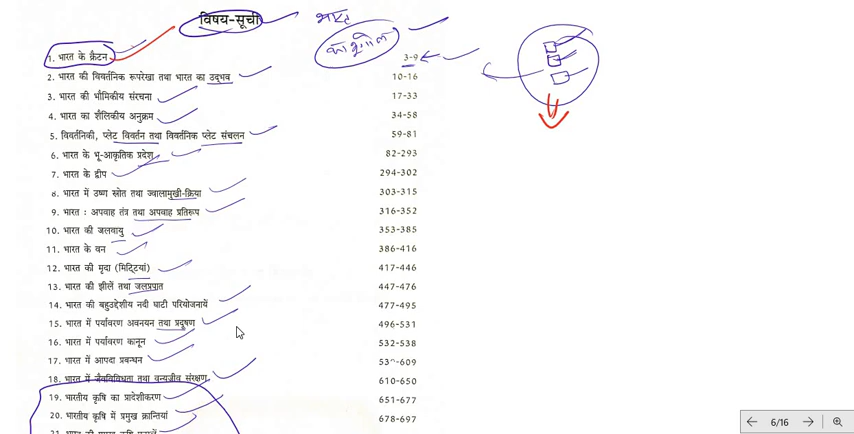 विषय-सूची
भारत
का भूगोल
1. भारत के क्रैटन 3-9
2. भारत की विवर्तनिक रूपरेखा तथा भारत का उद्भव 10-16
3. भारत की भौमिकीय संरचना 17-33
4. भारत का शैलिकीय अनुक्रम 34-58
5. विवर्तनिकी, प्लेट विवर्तन तथा विवर्तनिक प्लेट संचलन 59-81
6. भारत के भू-आकृतिक प्रदेश 82-293
7. भारत के द्वीप 294-302
8. भारत में उष्ण स्त्रोत तथा ज्वालामुखी-क्रिया 303-315
9. भारत : अपवाह तंत्र तथा अपवाह प्रतिरूप 316-352
10. भारत की जलवायु 353-385
11. भारत के वन 386-416
12. भारत की मृदा (मिट्टियां) 417-446
13. भारत की झीलें तथा जलप्रपात 447-476
14. भारत की बहुउद्देशीय नदी घाटी परियोजनायें 477-495
15. भारत में पर्यावरण अवनयन तथा प्रदूषण 496-531
16. भारत में पर्यावरण कानून 532-538
17. भारत में आपदा प्रबन्धन 539-609
18. भारत में जैवविविधता तथा वन्यजीव संरक्षण 610-650
19. भारतीय कृषि का प्रादेशीकरण 651-677
20. भारतीय कृषि में प्रमुख क्रान्तियां 678-697
6/16